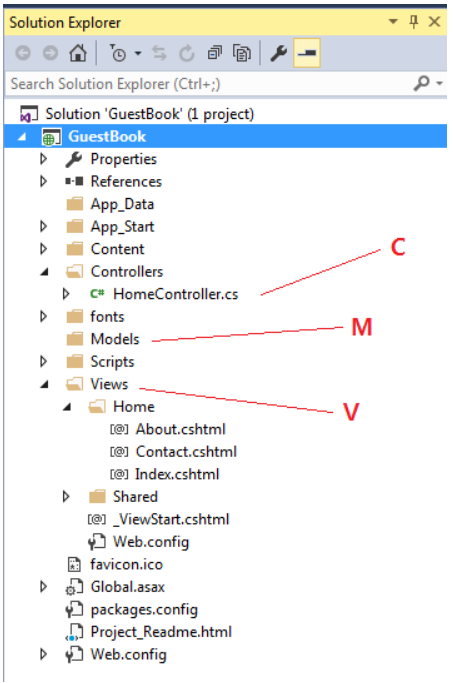 Solution Explorer
Search Solution Explorer (Ctrl+;)
Solution 'GuestBook' (1 project)
GuestBook
Properties
References
App_Data
App_Start
Content
C
Controllers
C# HomeController.cs
fonts
M
Models
Scripts
Views
V
Home
[@] About.cshtml
[@] Contact.cshtml
[@] Index.cshtml
Shared
[@] _ViewStart.cshtml
Web.config
favicon.ico
Global.asax
packages.config
Project_Readme.html
Web.config